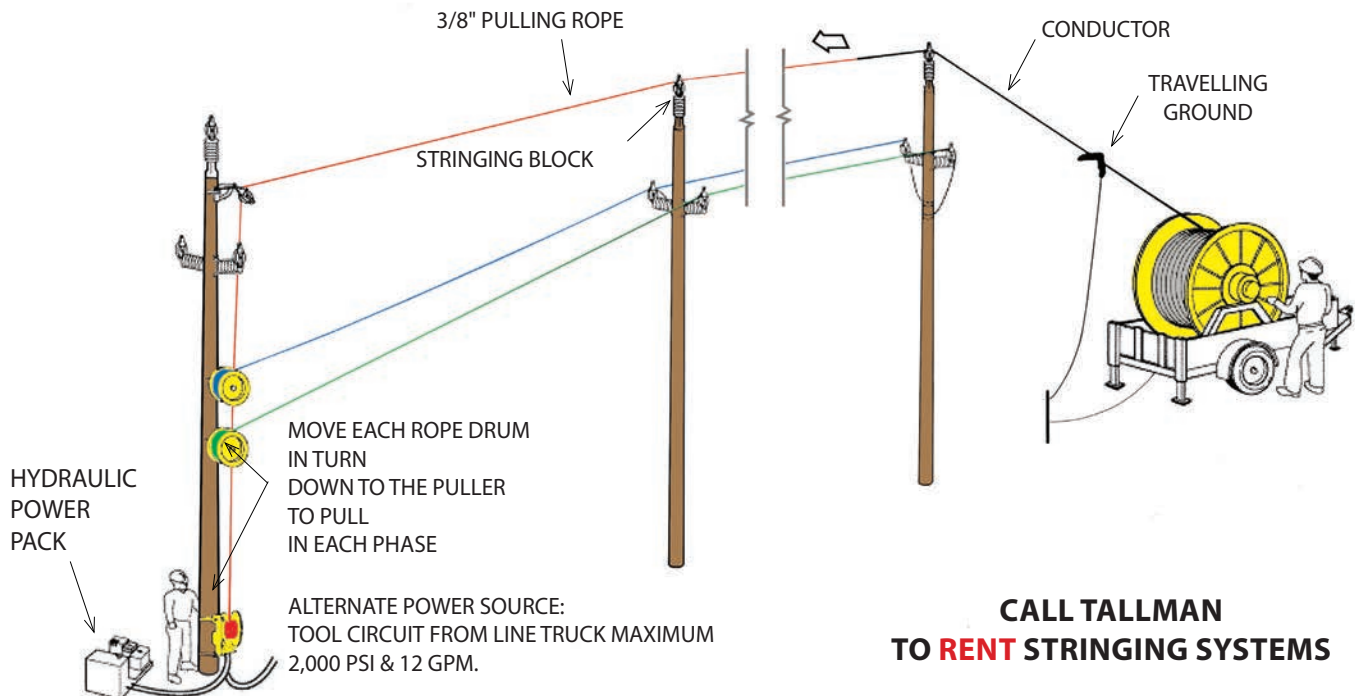 3/8" PULLING ROPE
CONDUCTOR
TRAVELLING
GROUND
STRINGING BLOCK
MOVE EACH ROPE DRUM
IN TURN
DOWN TO THE PULLER
TO PULL
IN EACH PHASE
HYDRAULIC
POWER
PACK
ALTERNATE POWER SOURCE:
TOOL CIRCUIT FROM LINE TRUCK MAXIMUM
2,000 PSI & 12 GPM.
CALL TALLMAN
TO RENT STRINGING SYSTEMS